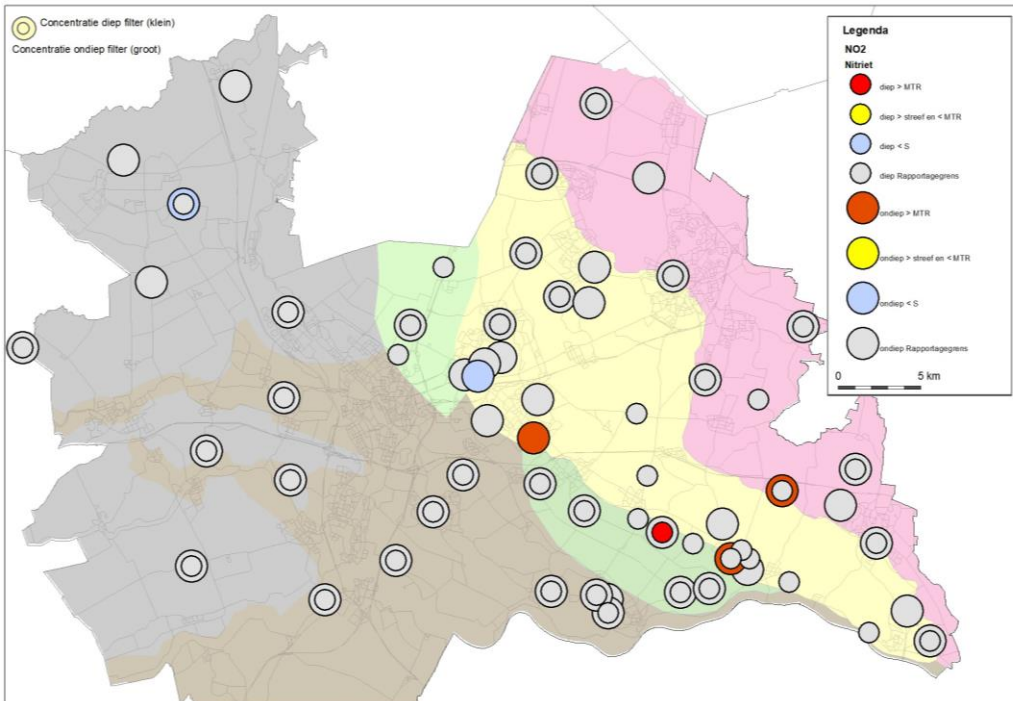 Concentratie diep filter (klein)
Concentratie ondiep filter (groot)
Legenda
NO2
Nitriet
diep > MTR
diep > streef en < MTR
diep < S
diep Rapportagegrens
ondiep > MTR
ondiep > streef en < MTR
ondiep < S
ondiep Rapportagegrens
0 5 km